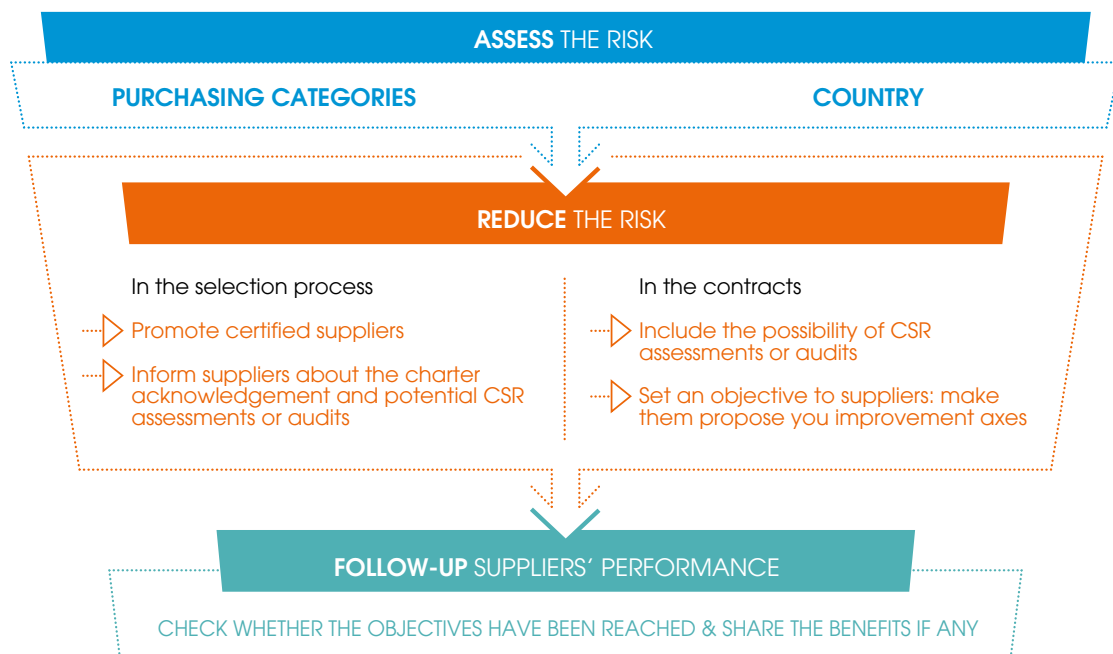 ASSESS THE RISK
PURCHASING CATEGORIES
COUNTRY
REDUCE THE RISK
In the selection process
Promote certified suppliers
Inform suppliers about the charter
acknowledgement and potential CSR
assessments or audits
In the contracts
Include the possibility of CSR
assessments or audits
Set an objective to suppliers: make
them propose you improvement axes
FOLLOW-UP SUPPLIERS’ PERFORMANCE
CHECK WHETHER THE OBJECTIVES HAVE BEEN REACHED & SHARE THE BENEFITS IF ANY